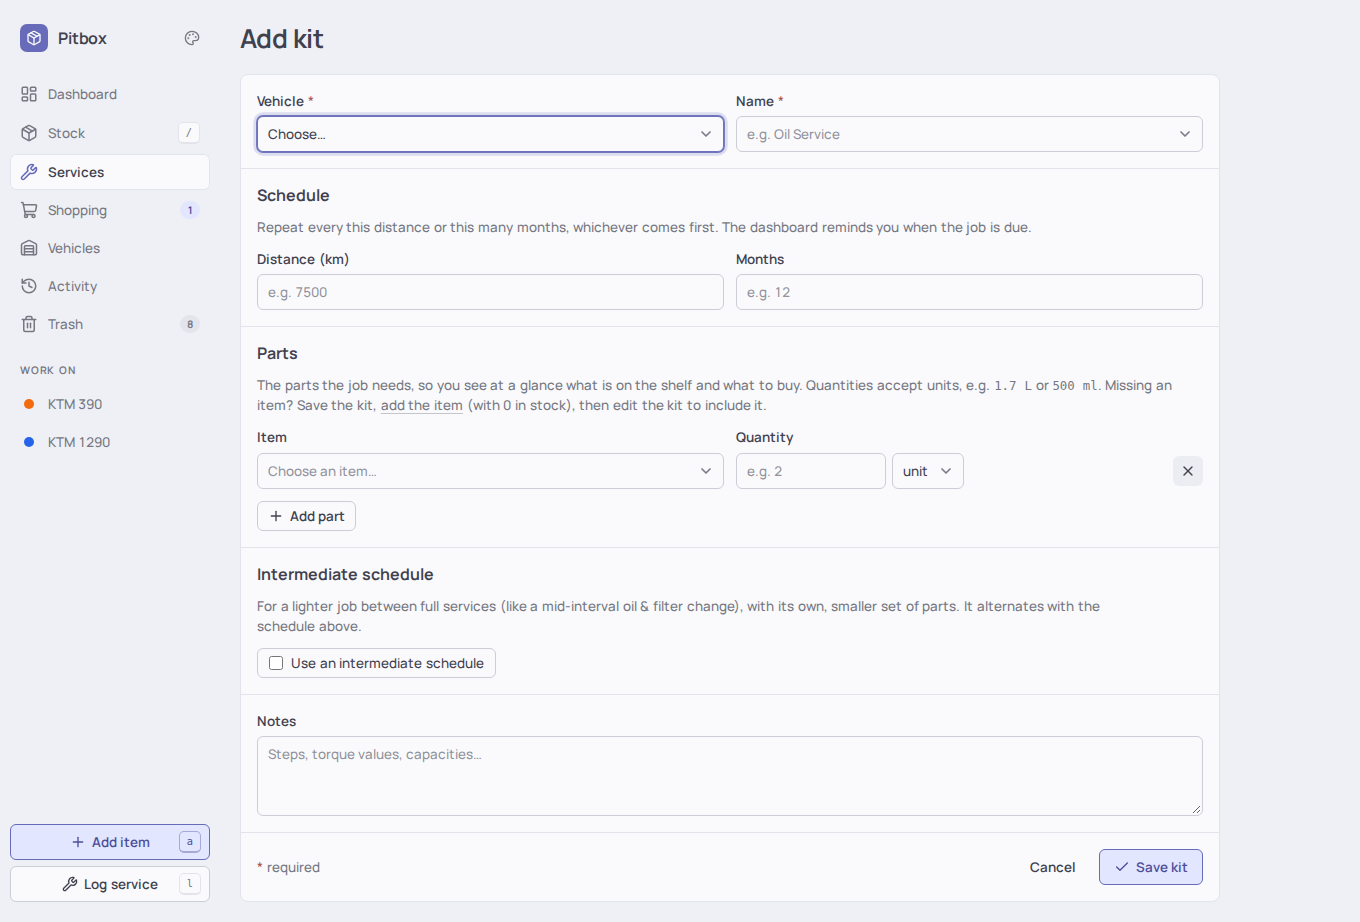 Pitbox
Dashboard
Stock /
Services
Shopping 1
Vehicles
Activity
Trash 8
WORK ON
KTM 390
KTM 1290
Add item a
Log service l
Add kit
Vehicle * Name *
Choose... e.g. Oil Service
Schedule
Repeat every this distance or this many months, whichever comes first. The dashboard reminds you when the job is due.
Distance (km) Months
e.g. 7500 e.g. 12
Parts
The parts the job needs, so you see at a glance what is on the shelf and what to buy. Quantities accept units, e.g. 1.7 L or 500 ml. Missing an
item? Save the kit, add the item (with 0 in stock), then edit the kit to include it.
Item Quantity
Choose an item... e.g. 2 unit
Add part
Intermediate schedule
For a lighter job between full services (like a mid-interval oil & filter change), with its own, smaller set of parts. It alternates with the
schedule above.
Use an intermediate schedule
Notes
Steps, torque values, capacities...
* required Cancel Save kit